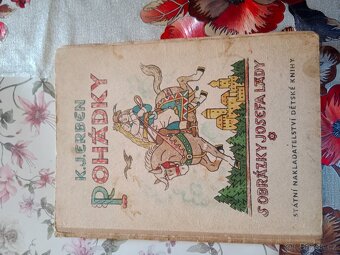 K. J. ERBEN
POHÁDKY
S OBRÁZKY JOSEFA LADY
STÁTNÍ NAKLADATELSTVÍ DĚTSKÉ KNIHY